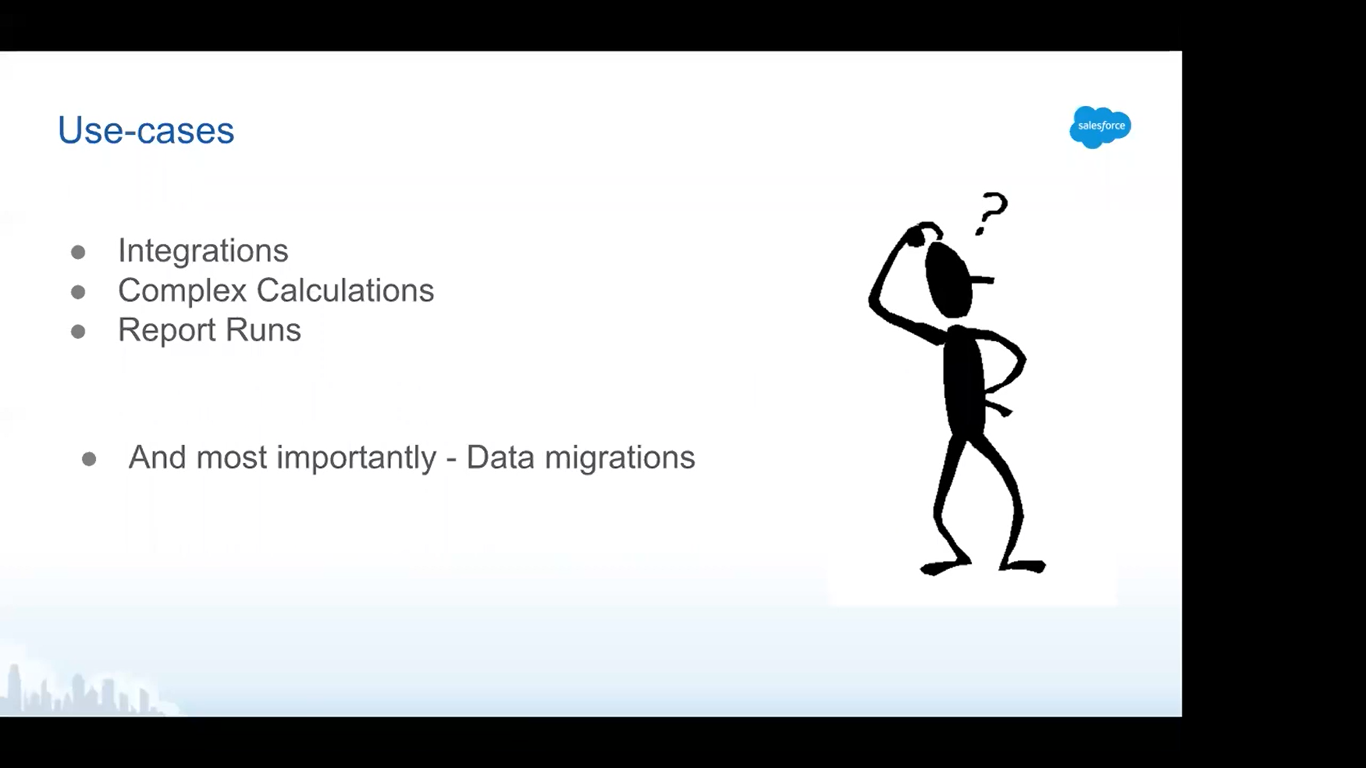 Use-cases
salesforce
?
● Integrations
● Complex Calculations
● Report Runs
● And most importantly - Data migrations